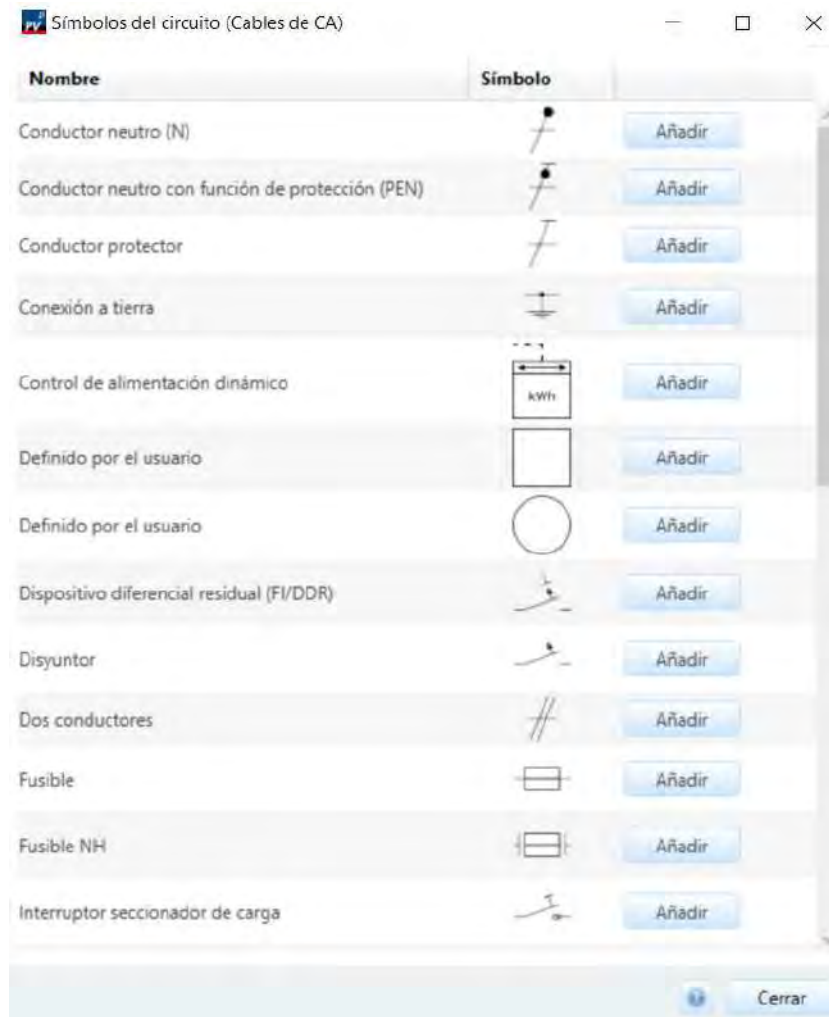 PV Símbolos del circuito (Cables de CA)
Nombre Símbolo
Conductor neutro (N) Añadir
Conductor neutro con función de protección (PEN) Añadir
Conductor protector Añadir
Conexión a tierra Añadir
Control de alimentación dinámico kWh Añadir
Definido por el usuario Añadir
Definido por el usuario Añadir
Dispositivo diferencial residual (FI/DDR) Añadir
Disyuntor Añadir
Dos conductores Añadir
Fusible Añadir
Fusible NH Añadir
Interruptor seccionador de carga Añadir
Cerrar